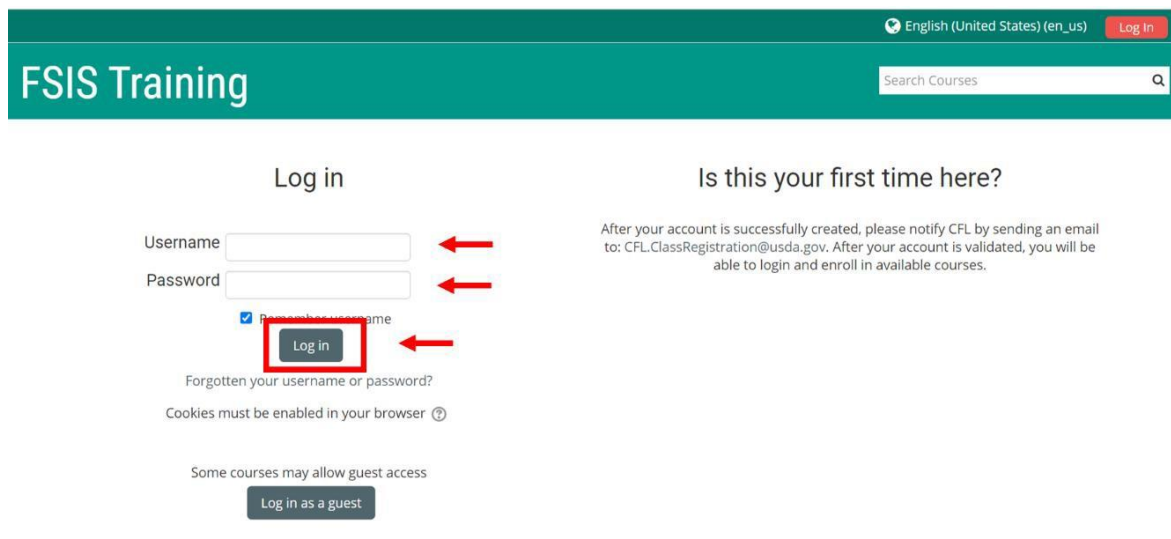 English (United States) (en_us)
Log In
FSIS Training
Search Courses
Log in
Username
Password
Remember username
Log in
Forgotten your username or password?
Cookies must be enabled in your browser
Some courses may allow guest access
Log in as a guest
Is this your first time here?
After your account is successfully created, please notify CFL by sending an email
to: CFL.ClassRegistration@usda.gov. After your account is validated, you will be
able to login and enroll in available courses.